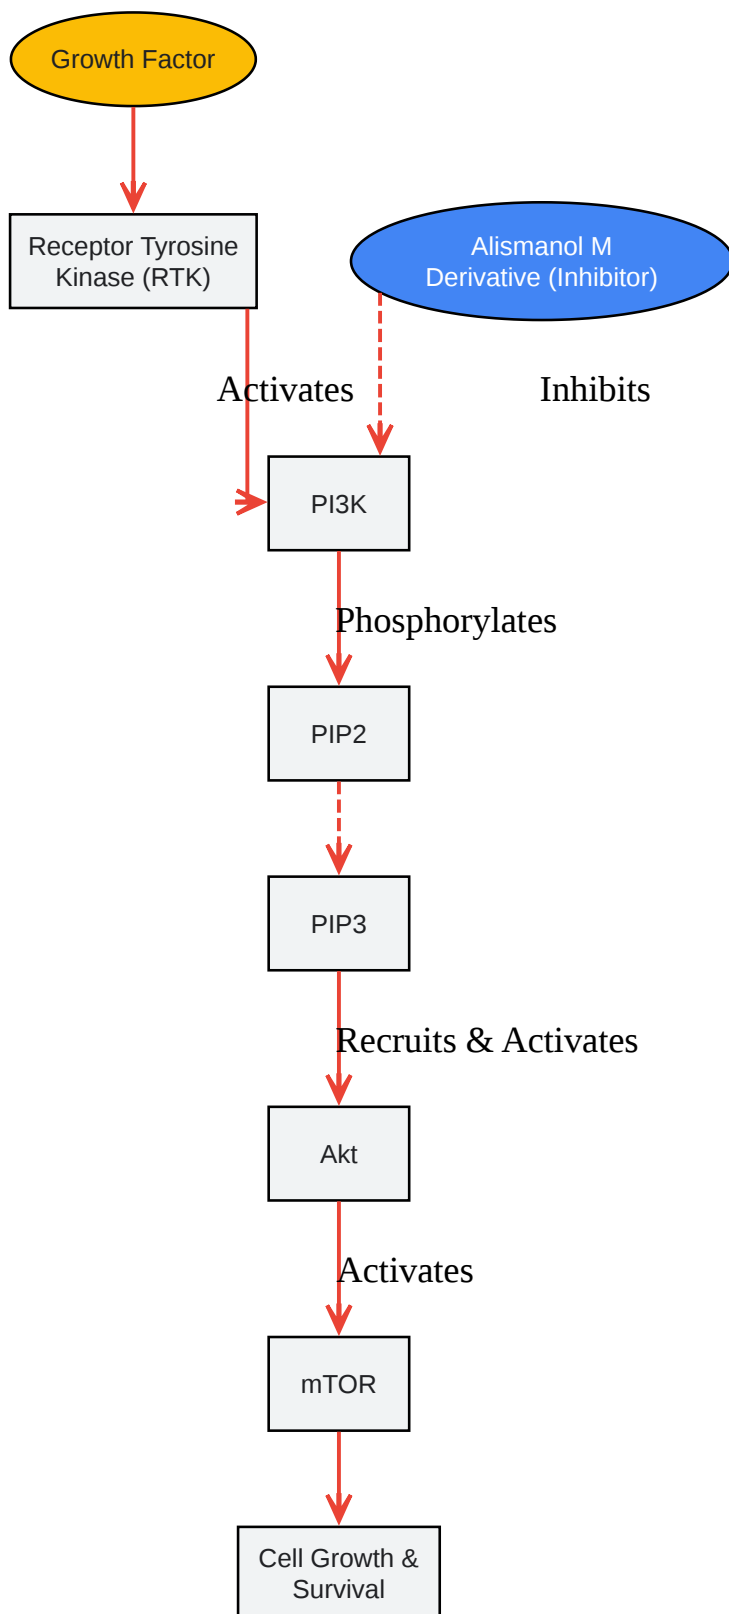 Growth Factor
Receptor Tyrosine
Kinase (RTK)
Alismanol M
Derivative (Inhibitor)
Activates
Inhibits
PI3K
Phosphorylates
PIP2
PIP3
Recruits & Activates
Akt
Activates
mTOR
Cell Growth &
Survival